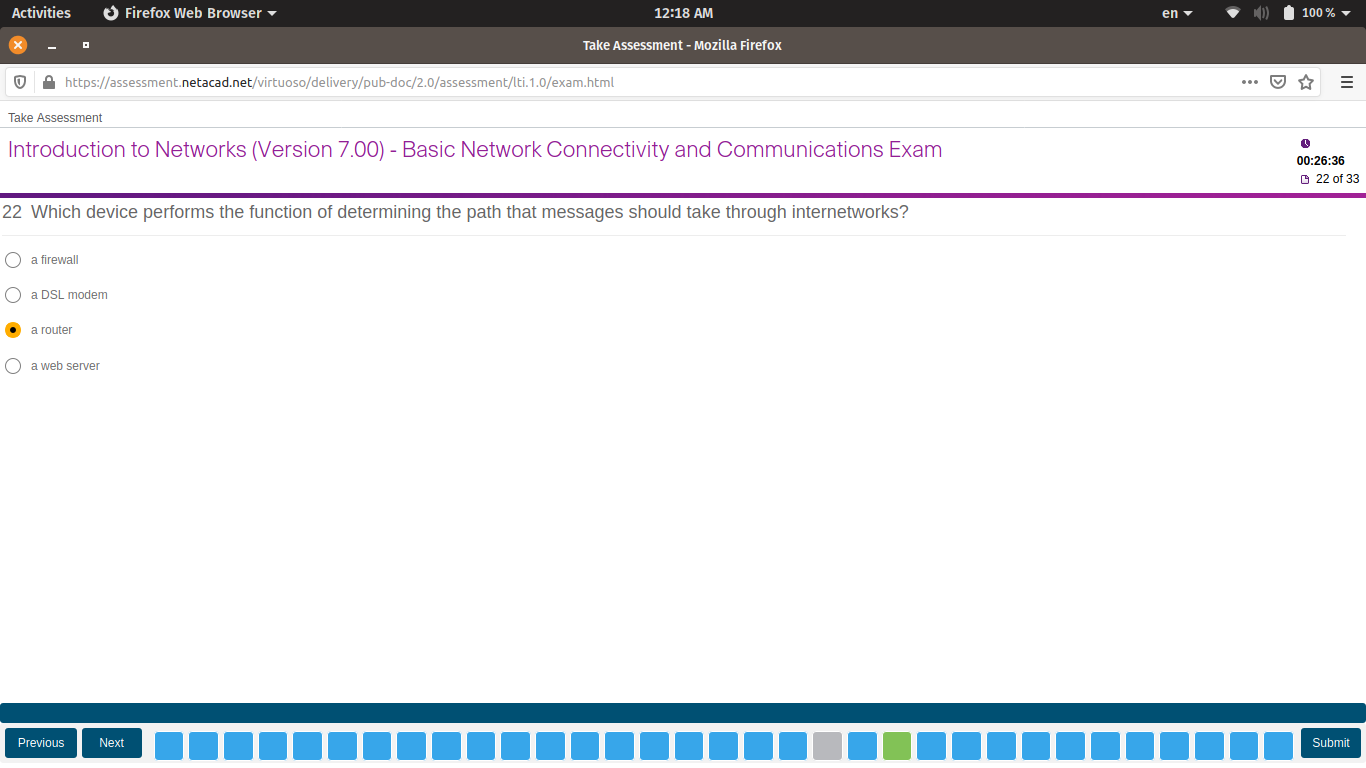 Activities Firefox Web Browser 12:18 AM en 100 %
Take Assessment - Mozilla Firefox
https://assessment.netacad.net/virtuoso/delivery/pub-doc/2.0/assessment/lti.1.0/exam.html
Take Assessment
Introduction to Networks (Version 7.00) - Basic Network Connectivity and Communications Exam
00:26:36
22 of 33
22 Which device performs the function of determining the path that messages should take through internetworks?
a firewall
a DSL modem
a router
a web server
Previous Next Submit